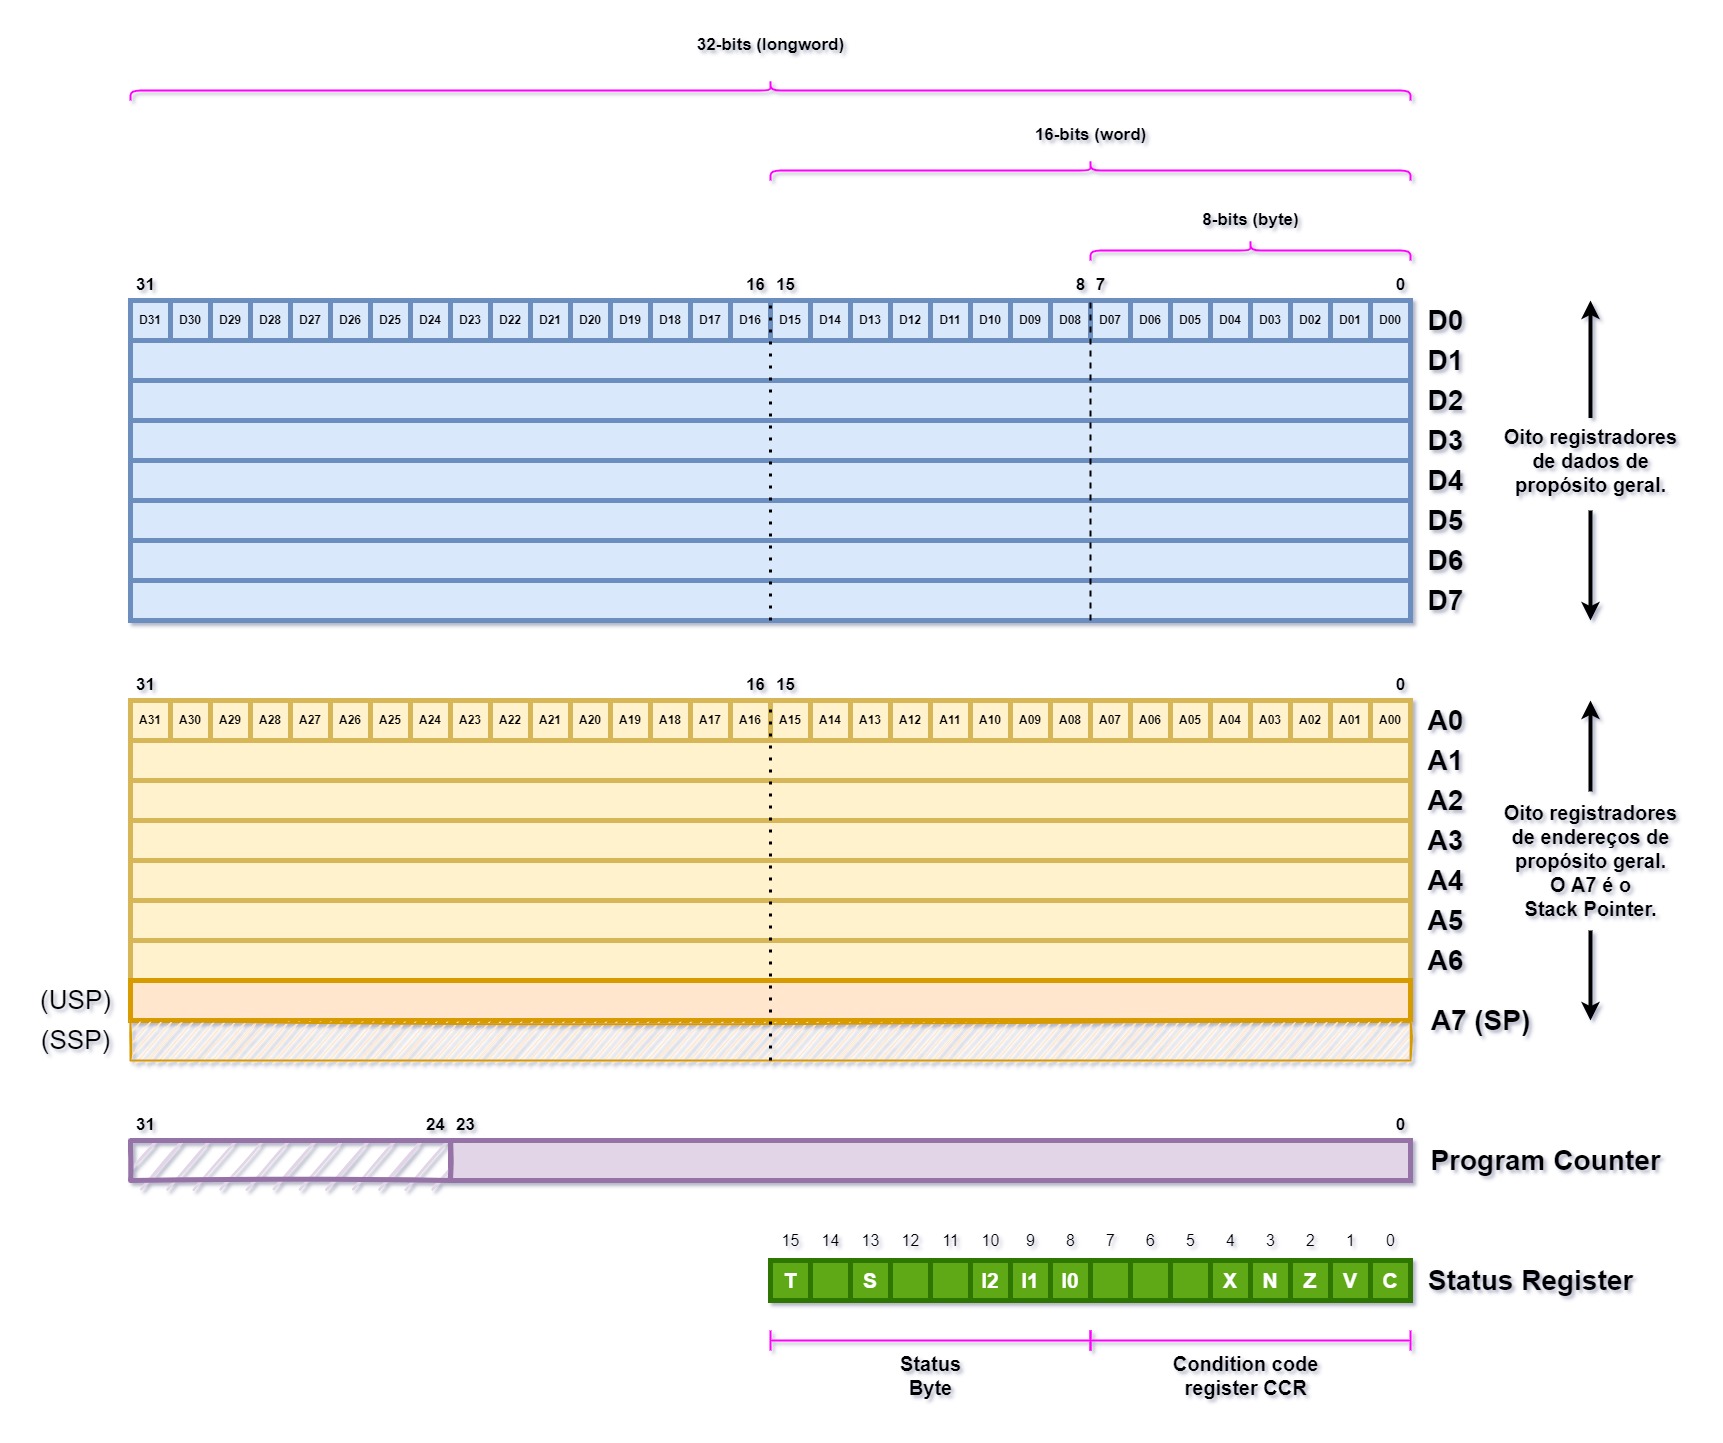 32-bits (longword)
16-bits (word)
8-bits (byte)
31 16 15 8 7 0
D31 D30 D29 D28 D27 D26 D25 D24 D23 D22 D21 D20 D19 D18 D17 D16 D15 D14 D13 D12 D11 D10 D09 D08 D07 D06 D05 D04 D03 D02 D01 D00 D0
D1
D2
D3
D4
D5
D6
D7
Oito registradores
de dados de
propósito geral.
31 16 15 0
A31 A30 A29 A28 A27 A26 A25 A24 A23 A22 A21 A20 A19 A18 A17 A16 A15 A14 A13 A12 A11 A10 A09 A08 A07 A06 A05 A04 A03 A02 A01 A00 A0
A1
A2
A3
A4
A5
A6
Oito registradores
de endereços de
propósito geral.
O A7 é o
Stack Pointer.
(USP)
(SSP)
A7 (SP)
31 24 23 0
Program Counter
15 14 13 12 11 10 9 8 7 6 5 4 3 2 1 0
T S I2 I1 I0 X N Z V C Status Register
Status
Byte
Condition code
register CCR